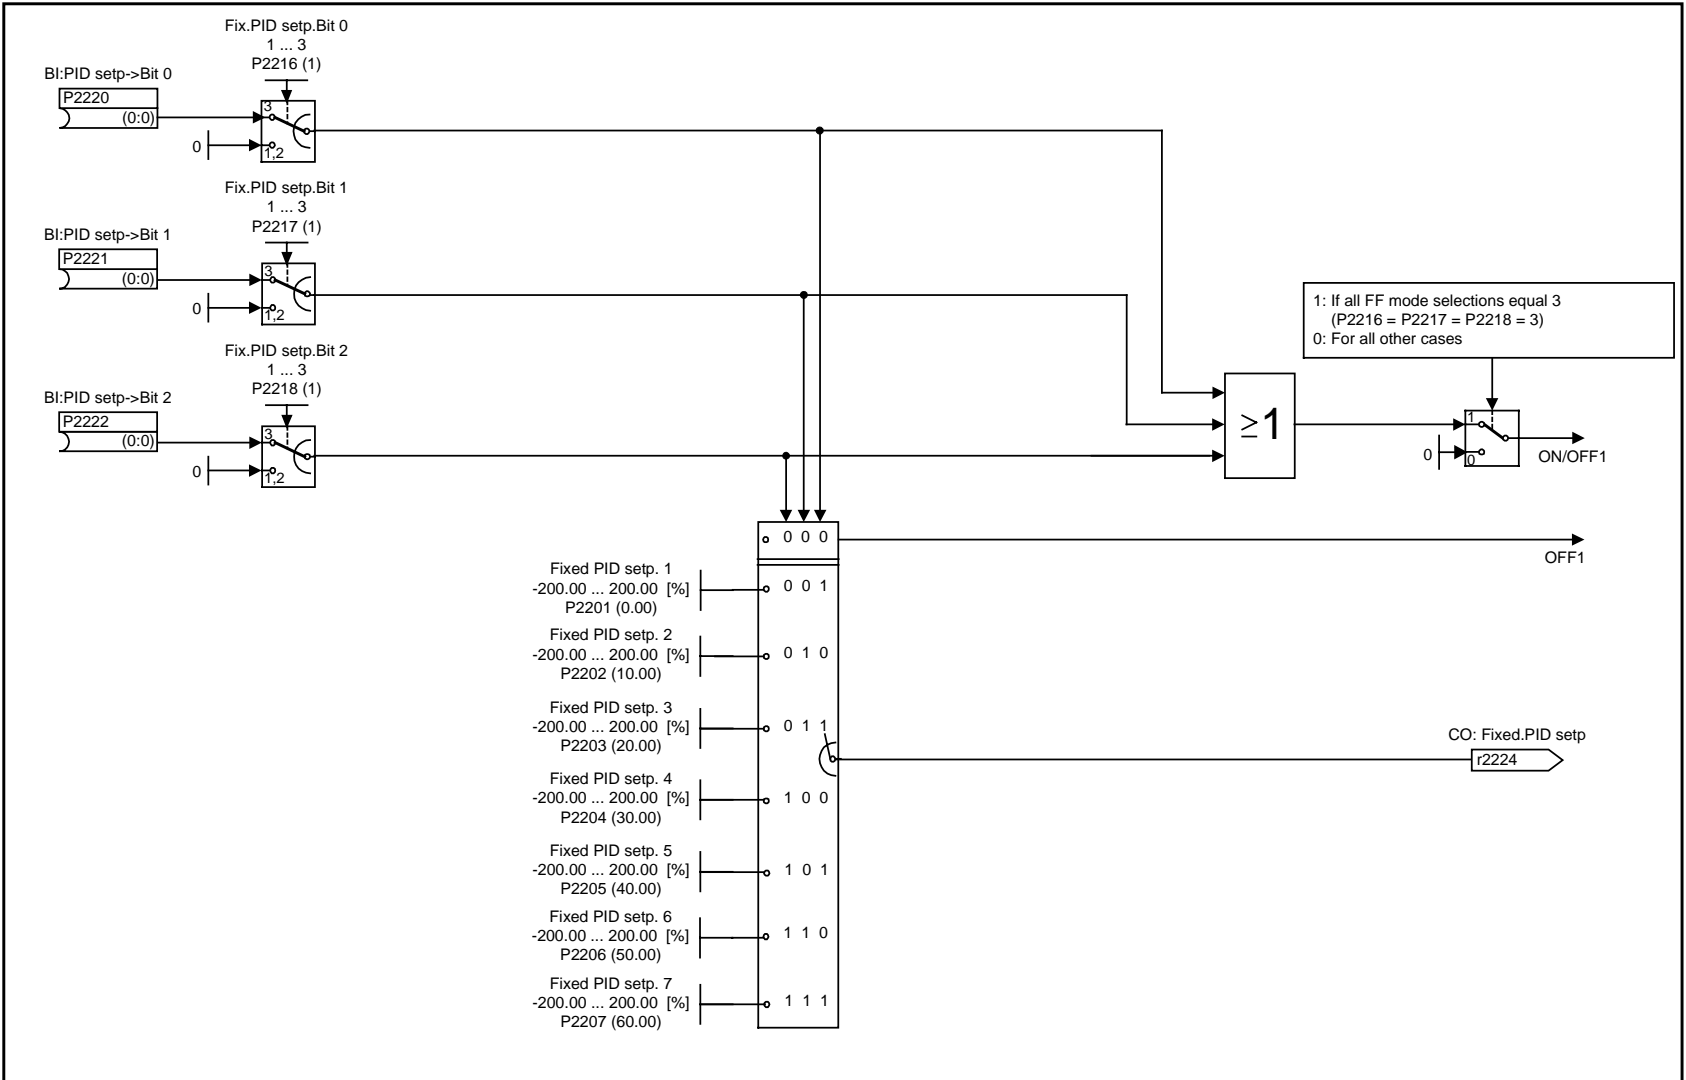 Fix.PID setp.Bit 0
1 ... 3
P2216 (1)
BI:PID setp->Bit 0
P2220
(0:0)
3
0
1,2
Fix.PID setp.Bit 1
1 ... 3
P2217 (1)
BI:PID setp->Bit 1
P2221
(0:0)
3
0
1,2
Fix.PID setp.Bit 2
1 ... 3
P2218 (1)
BI:PID setp->Bit 2
P2222
(0:0)
3
0
1,2
1: If all FF mode selections equal 3
(P2216 = P2217 = P2218 = 3)
0: For all other cases
≥1
1
0
0
ON/OFF1
0 0 0
OFF1
Fixed PID setp. 1
-200.00 ... 200.00 [%]
P2201 (0.00)
0 0 1
Fixed PID setp. 2
-200.00 ... 200.00 [%]
P2202 (10.00)
0 1 0
Fixed PID setp. 3
-200.00 ... 200.00 [%]
P2203 (20.00)
0 1 1
CO: Fixed.PID setp
r2224
Fixed PID setp. 4
-200.00 ... 200.00 [%]
P2204 (30.00)
1 0 0
Fixed PID setp. 5
-200.00 ... 200.00 [%]
P2205 (40.00)
1 0 1
Fixed PID setp. 6
-200.00 ... 200.00 [%]
P2206 (50.00)
1 1 0
Fixed PID setp. 7
-200.00 ... 200.00 [%]
P2207 (60.00)
1 1 1